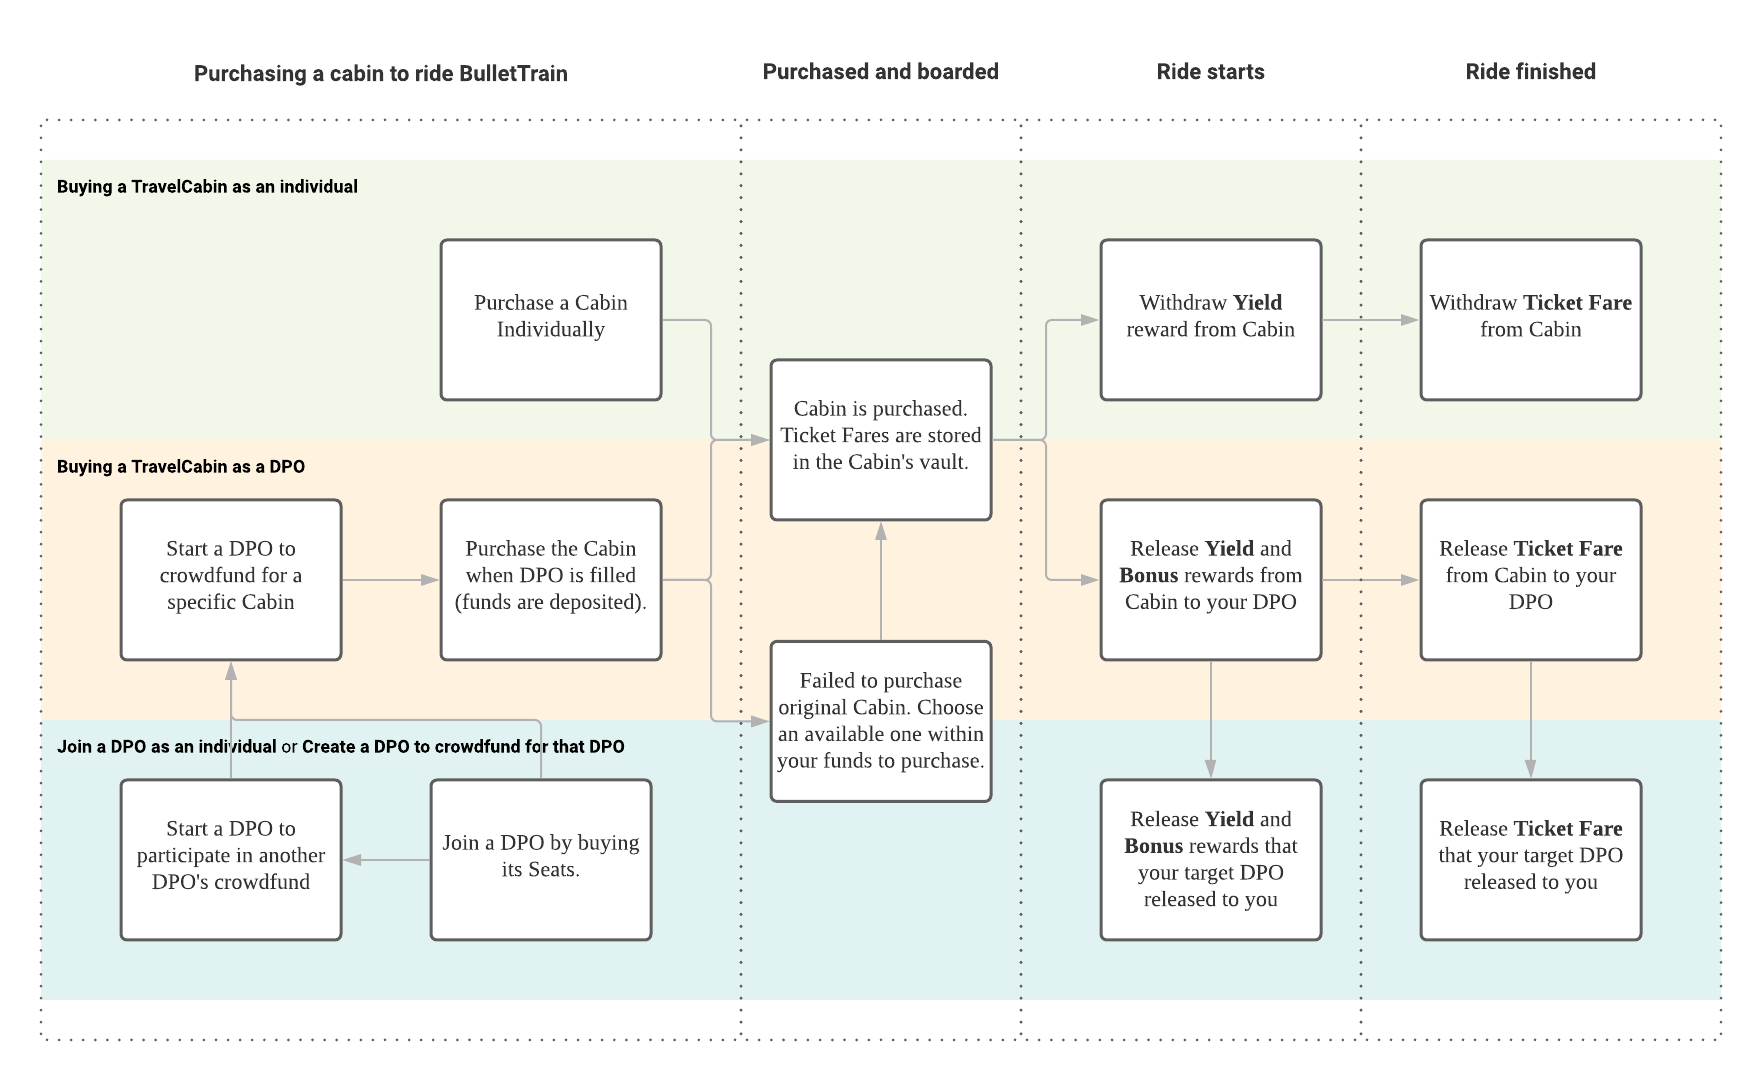 Purchasing a cabin to ride BulletTrain
Purchased and boarded
Ride starts
Ride finished
Buying a TravelCabin as an individual
Purchase a Cabin
Individually
Withdraw Yield
reward from Cabin
Withdraw Ticket Fare
from Cabin
Cabin is purchased.
Ticket Fares are stored
in the Cabin's vault.
Buying a TravelCabin as a DPO
Start a DPO to
crowdfund for a
specific Cabin
Purchase the Cabin
when DPO is filled
(funds are deposited).
Release Yield and
Bonus rewards from
Cabin to your DPO
Release Ticket Fare
from Cabin to your
DPO
Failed to purchase
original Cabin. Choose
an available one within
your funds to purchase.
Join a DPO as an individual or Create a DPO to crowdfund for that DPO
Start a DPO to
participate in another
DPO's crowdfund
Join a DPO by buying
its Seats.
Release Yield and
Bonus rewards that
your target DPO
released to you
Release Ticket Fare
that your target DPO
released to you